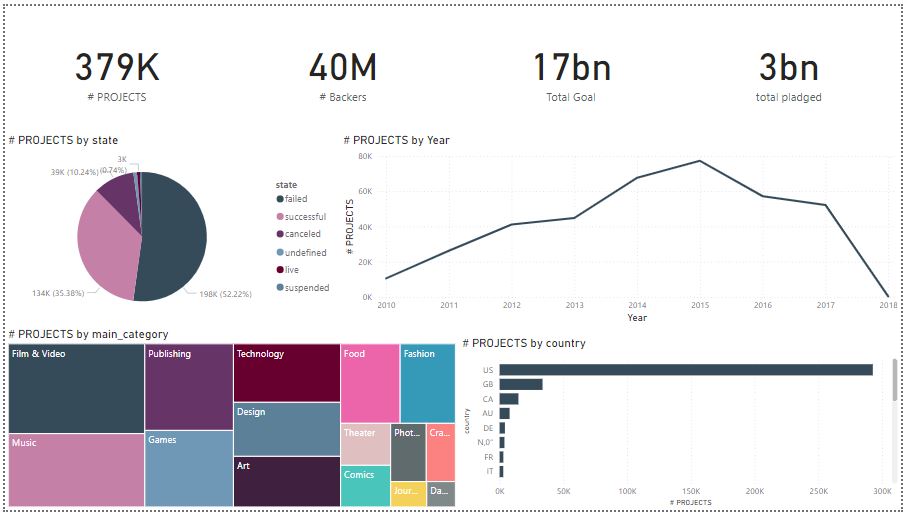 379K
# PROJECTS
40M
# Backers
17bn
Total Goal
3bn
total pladged
# PROJECTS by state
3K
(0.74%)
39K (10.24%)
134K (35.38%)
198K (52.22%)
state
failed
successful
canceled
undefined
live
suspended
# PROJECTS by Year
# PROJECTS
80K
60K
40K
20K
0K
2010
2011
2012
2013
2014
2015
2016
2017
2018
Year
# PROJECTS by main_category
Film & Video
Music
Publishing
Games
Technology
Design
Art
Food
Fashion
Theater
Comics
Phot...
Cra...
Jour...
Da...
# PROJECTS by country
country
US
GB
CA
AU
DE
N,0"
FR
IT
0K
50K
100K
150K
200K
250K
300K
# PROJECTS